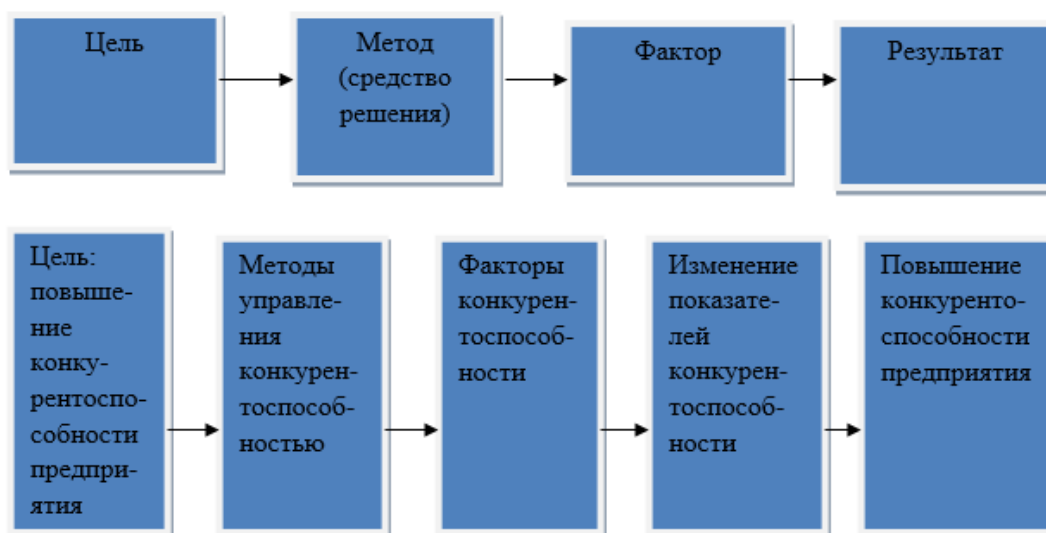 Цель
Метод
(средство
решения)
Фактор
Результат
Цель:
повыше-
ние
конку-
рентоспо-
собности
предпри-
ятия
Методы
управле-
ния
конкурен-
тоспособ-
ностью
Факторы
конкурен-
тоспособ-
ности
Изменение
показате-
лей
конкурен-
тоспособ-
ности
Повышение
конкуренто-
способности
предприятия